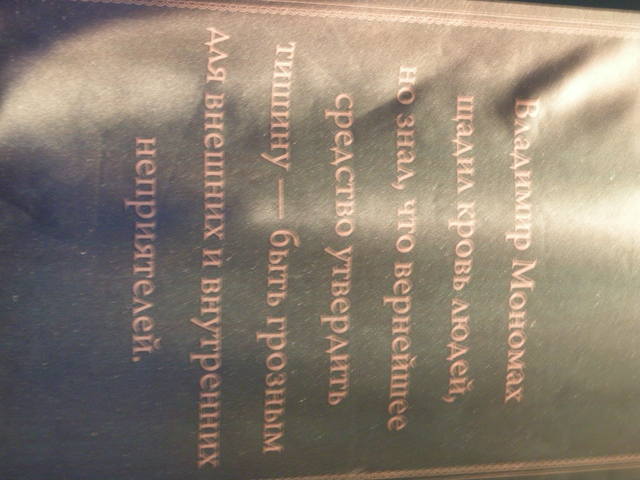 Владимир Мономах
щадил кровь людей,
но знал, что вернейшее
средство утвердить
тишину — быть грозным
для внешних и внутренних
неприятелей.